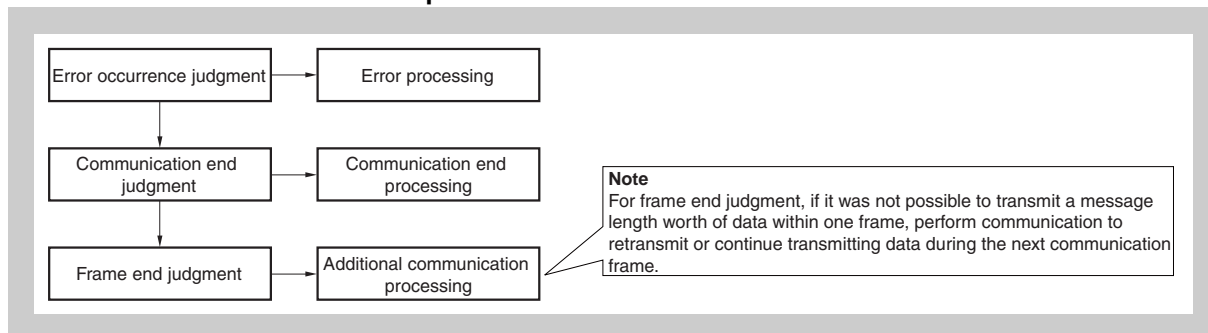 Error occurrence judgment
Error processing
Communication end
judgment
Communication end
processing
Note
For frame end judgment, if it was not possible to transmit a message
length worth of data within one frame, perform communication to
retransmit or continue transmitting data during the next communication
frame.
Frame end judgment
Additional communication
processing